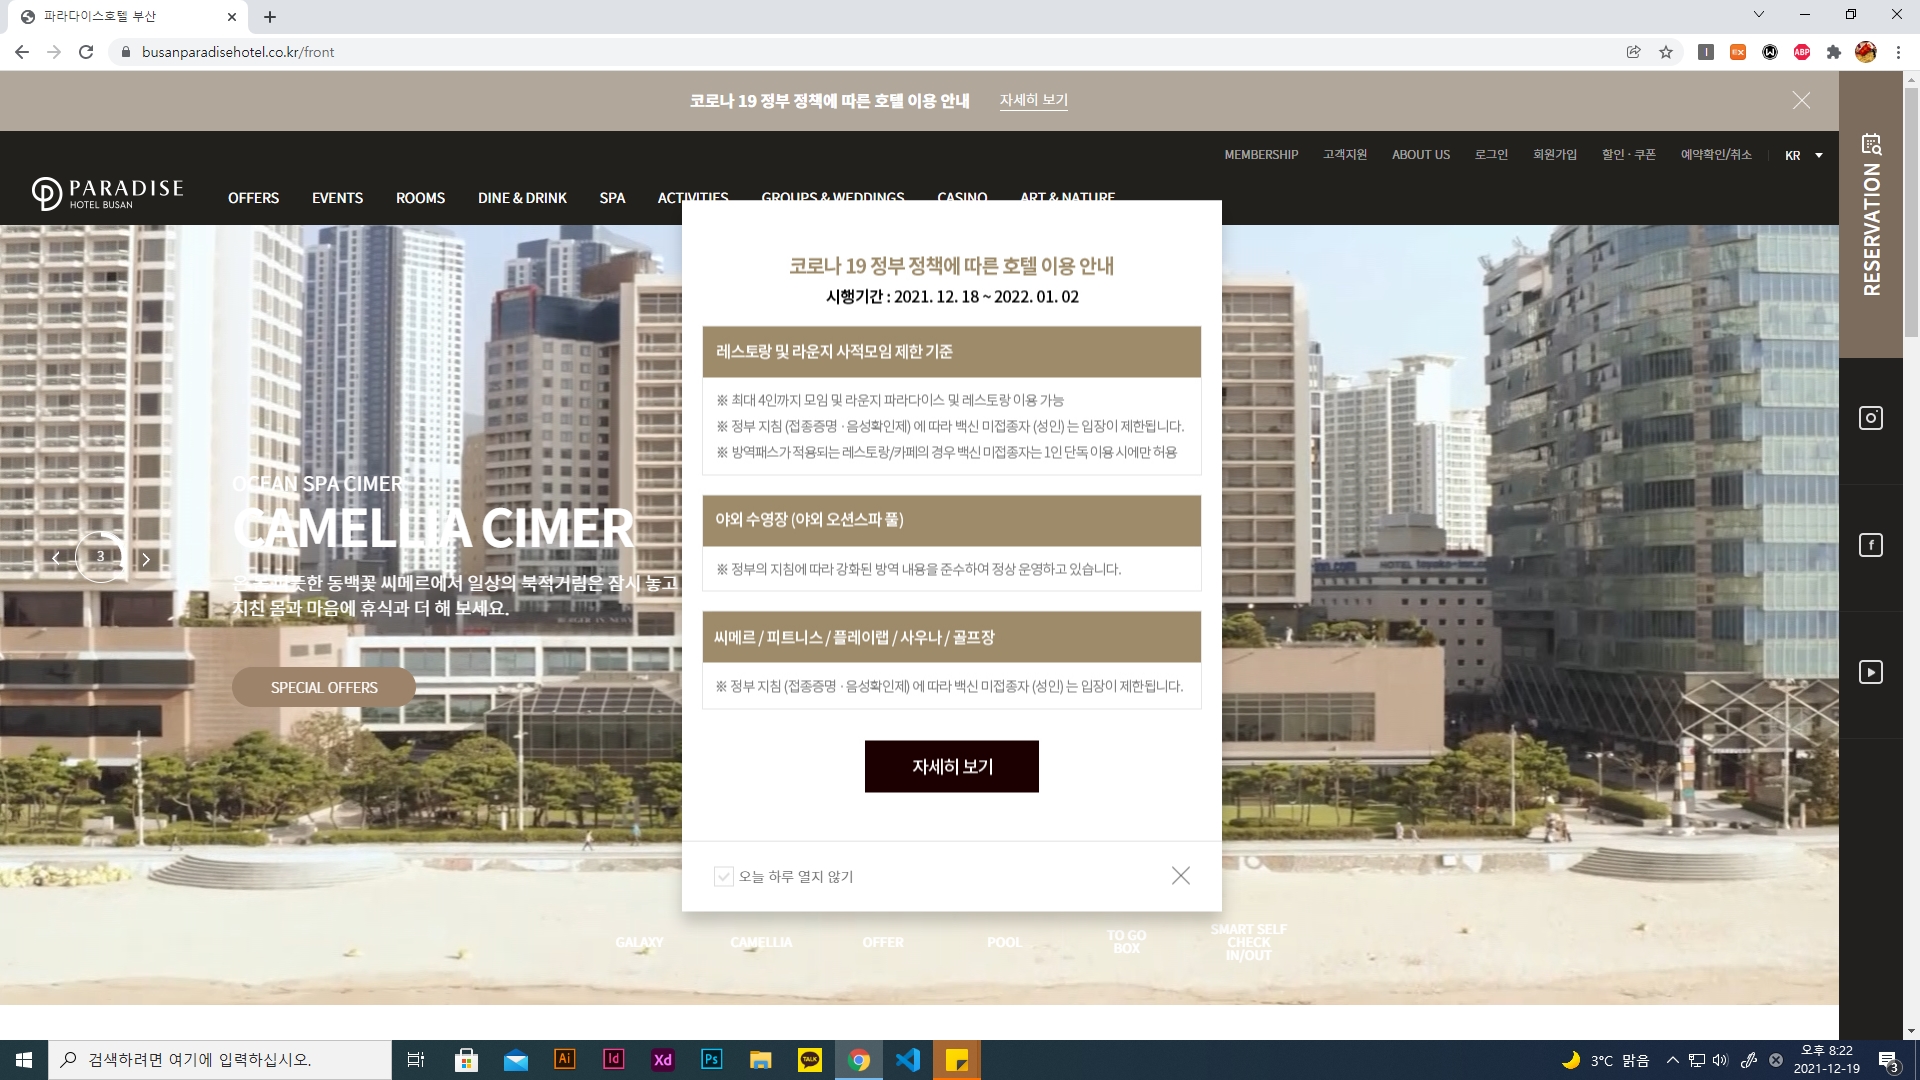 파라다이스호텔 부산
busanparadisehotel.co.kr/front
코로나 19 정부 정책에 따른 호텔 이용 안내 자세히 보기
MEMBERSHIP 고객지원 ABOUT US 로그인 회원가입 할인 · 쿠폰 예약확인/취소 KR
PARADISE
HOTEL BUSAN
OFFERS EVENTS ROOMS DINE & DRINK SPA ACTIVITIES GROUPS & WEDDINGS CASINO ART & NATURE
RESERVATION
코로나 19 정부 정책에 따른 호텔 이용 안내
시행기간 : 2021. 12. 18 ~ 2022. 01. 02
레스토랑 및 라운지 사적모임 제한 기준
※ 최대 4인까지 모임 및 라운지 파라다이스 및 레스토랑 이용 가능
※ 정부 지침 (접종증명 · 음성확인제) 에 따라 백신 미접종자 (성인) 는 입장이 제한됩니다.
※ 방역패스가 적용되는 레스토랑/카페의 경우 백신 미접종자는 1인 단독 이용 시에만 허용
야외 수영장 (야외 오션스파 풀)
※ 정부의 지침에 따라 강화된 방역 내용을 준수하여 정상 운영하고 있습니다.
씨메르 / 피트니스 / 플레이랩 / 사우나 / 골프장
※ 정부 지침 (접종증명 · 음성확인제) 에 따라 백신 미접종자 (성인) 는 입장이 제한됩니다.
자세히 보기
오늘 하루 열지 않기
OCEAN SPA CIMER
CAMELLIA CIMER
동백꽃 씨메르에서 일상의 북적거림은 잠시 놓고
지친 몸과 마음에 휴식과 더 해 보세요.
3
SPECIAL OFFERS
GALAXY CAMELLIA OFFER POOL TO GO BOX SMART SELF CHECK IN/OUT
검색하려면 여기에 입력하십시오.
Ai Id Xd Ps TALK
3°C 맑음
오후 8:22
2021-12-19
3